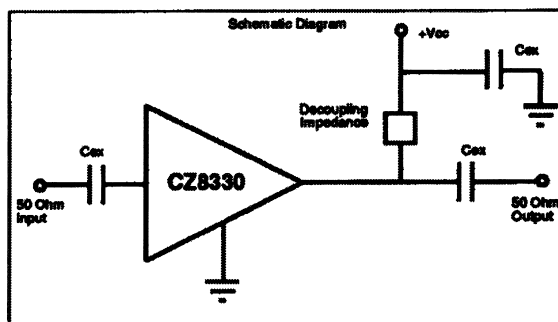 Schematic Diagram
+Vcc
Cex
Decoupling
Impedance
Cex
CZ8330
Cex
50 Ohm
Input
50 Ohm
Output